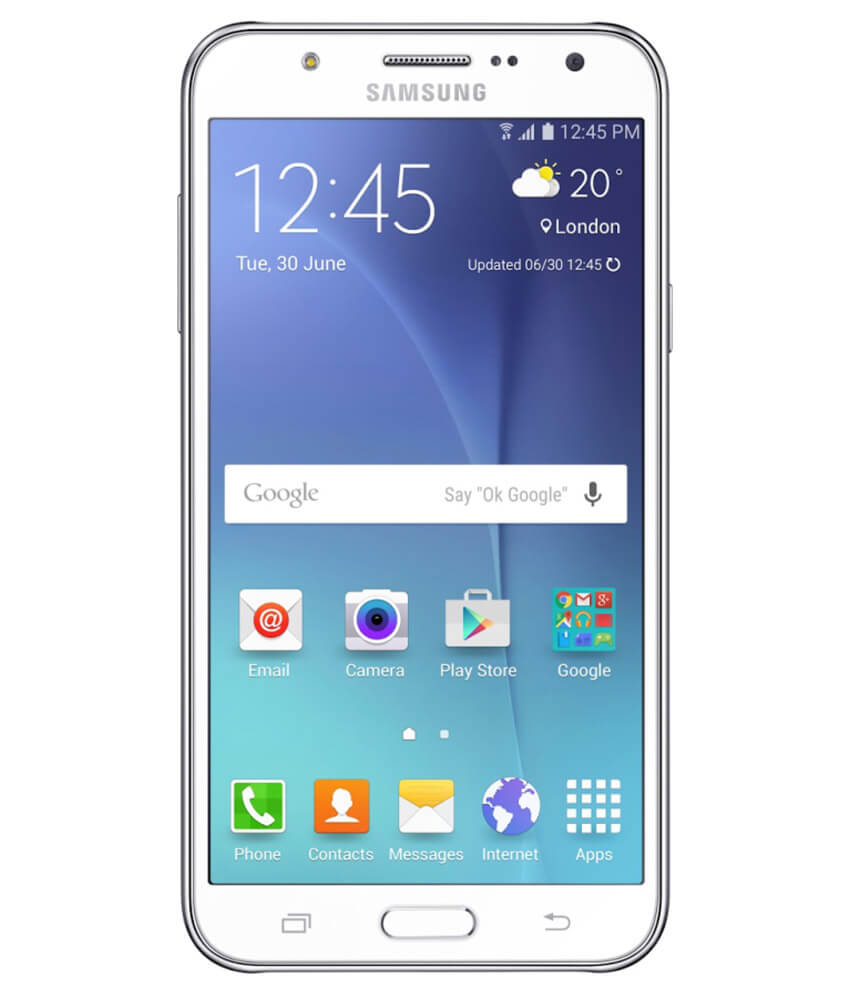 SAMSUNG
12:45 PM
12:45
20°
London
Tue, 30 June
Updated 06/30 12:45
Google
Say "Ok Google"
@
g+
Email
Camera
Play Store
Google
Phone
Contacts
Messages
Internet
Apps